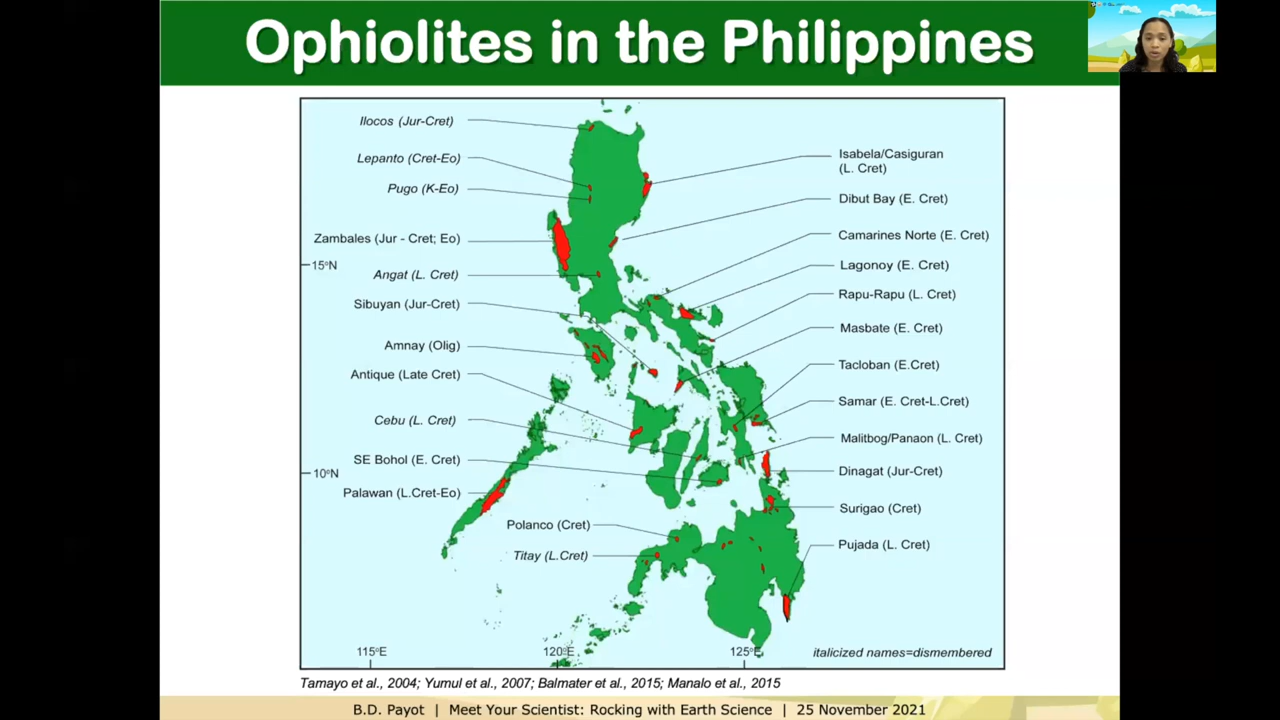 Ophiolites in the Philippines
Ilocos (Jur-Cret)
Lepanto (Cret-Eo)
Pugo (K-Eo)
Zambales (Jur - Cret; Eo)
15°N
Angat (L. Cret)
Sibuyan (Jur-Cret)
Amnay (Olig)
Antique (Late Cret)
Cebu (L. Cret)
SE Bohol (E. Cret)
10°N
Palawan (L.Cret-Eo)
Polanco (Cret)
Titay (L.Cret)
Isabela/Casiguran
(L. Cret)
Dibut Bay (E. Cret)
Camarines Norte (E. Cret)
Lagonoy (E. Cret)
Rapu-Rapu (L. Cret)
Masbate (E. Cret)
Tacloban (E.Cret)
Samar (E. Cret-L.Cret)
Malitbog/Panaon (L. Cret)
Dinagat (Jur-Cret)
Surigao (Cret)
Pujada (L. Cret)
115°E
120°E
125°E
italicized names=dismembered
Tamayo et al., 2004; Yumul et al., 2007; Balmater et al., 2015; Manalo et al., 2015
B.D. Payot | Meet Your Scientist: Rocking with Earth Science | 25 November 2021